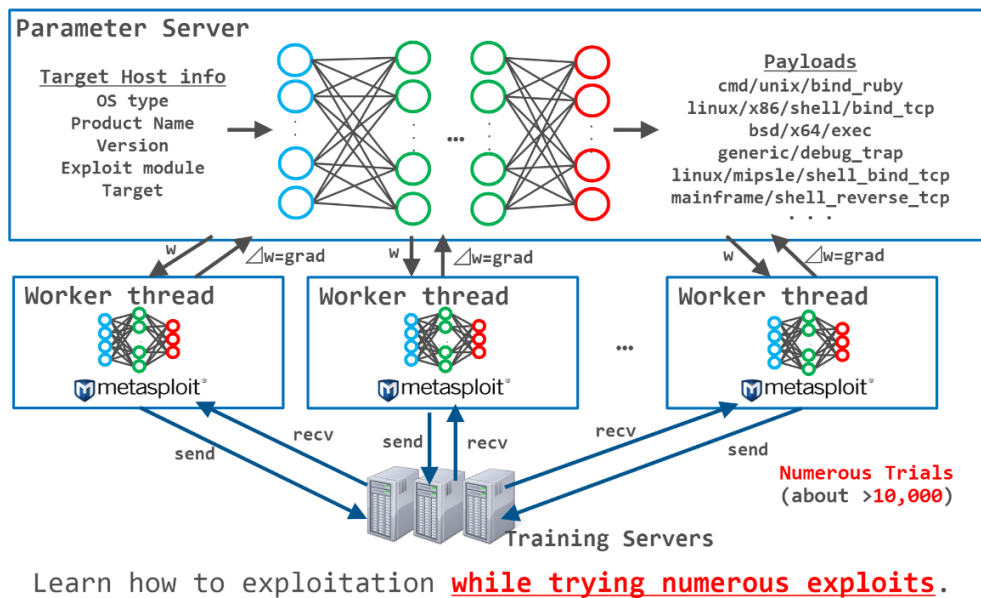 Parameter Server
Target Host info
OS type
Product Name
Version
Exploit module
Target
...
Payloads
cmd/unix/bind_ruby
linux/x86/shell/bind_tcp
bsd/x64/exec
generic/debug_trap
linux/mipsle/shell_bind_tcp
mainframe/shell_reverse_tcp
. . .
w
⊿w=grad
w
⊿w=grad
w
⊿w=grad
Worker thread
metasploit®
Worker thread
metasploit®
...
Worker thread
metasploit®
send
recv
send
recv
recv
send
Numerous Trials
(about >10,000)
Training Servers
Learn how to exploitation while trying numerous exploits.